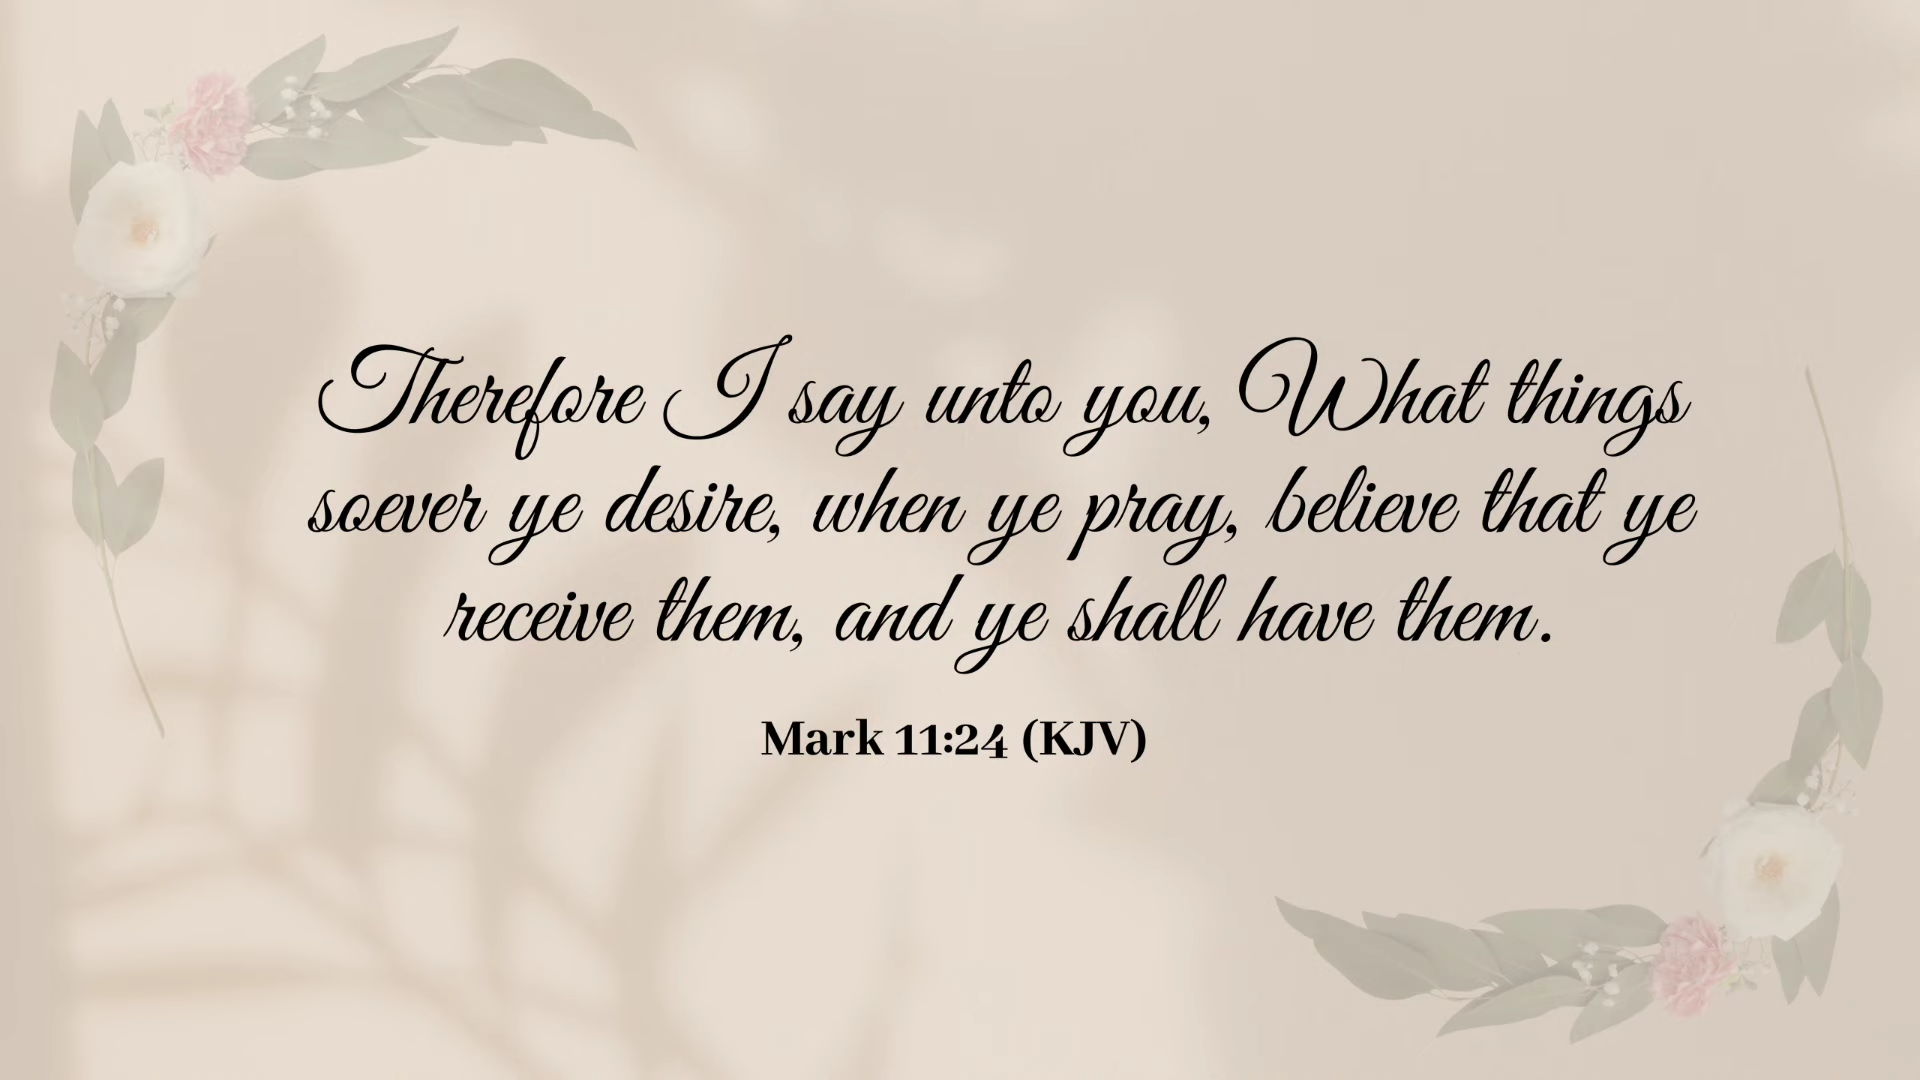 Therefore I say unto you, What things
soever ye desire, when ye pray, believe that ye
receive them, and ye shall have them.
Mark 11:24 (KJV)